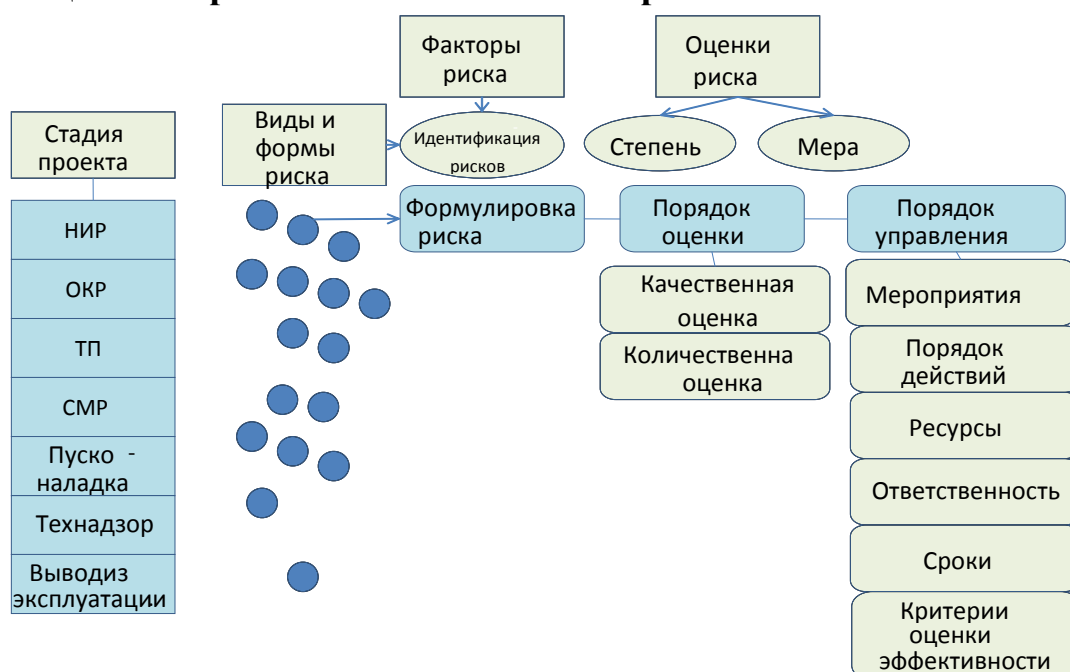 Факторы
риска
Оценки
риска
Стадия
проекта
Виды и
формы
риска
Идентификация
рисков
Степень
Мера
НИР
ОКР
ТП
СМР
Пуско -
наладка
Технадзор
Выводиз
эксплуатации
Формулировка
риска
Порядок
оценки
Порядок
управления
Качественная
оценка
Количественна
оценка
Мероприятия
Порядок
действий
Ресурсы
Ответственность
Сроки
Критерии
оценки
эффективности